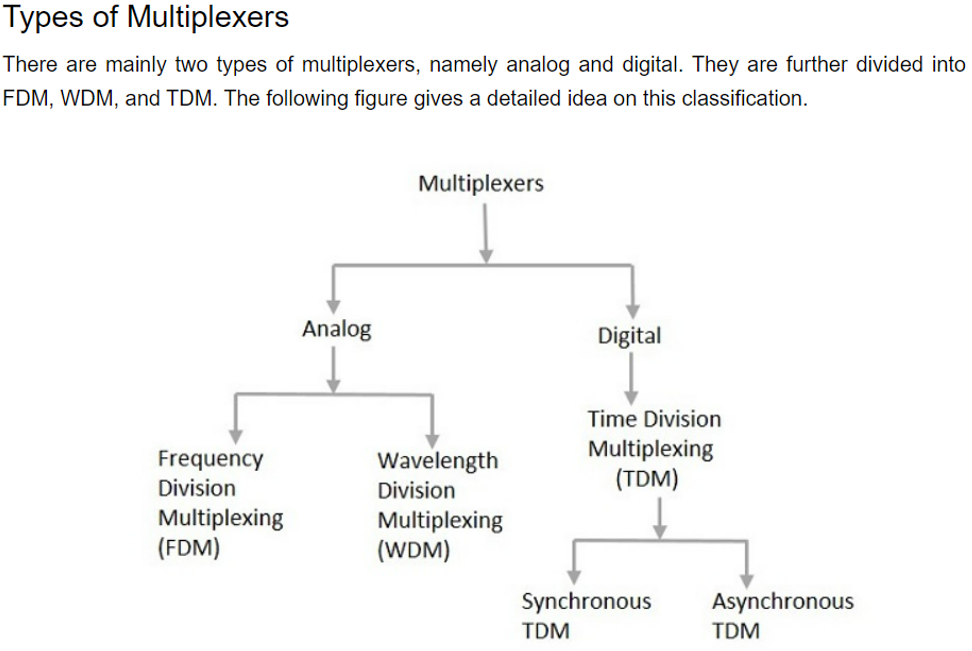 Types of Multiplexers
There are mainly two types of multiplexers, namely analog and digital. They are further divided into
FDM, WDM, and TDM. The following figure gives a detailed idea on this classification.
Multiplexers
Analog
Digital
Time Division
Multiplexing
(TDM)
Frequency
Division
Multiplexing
(FDM)
Wavelength
Division
Multiplexing
(WDM)
Synchronous
TDM
Asynchronous
TDM